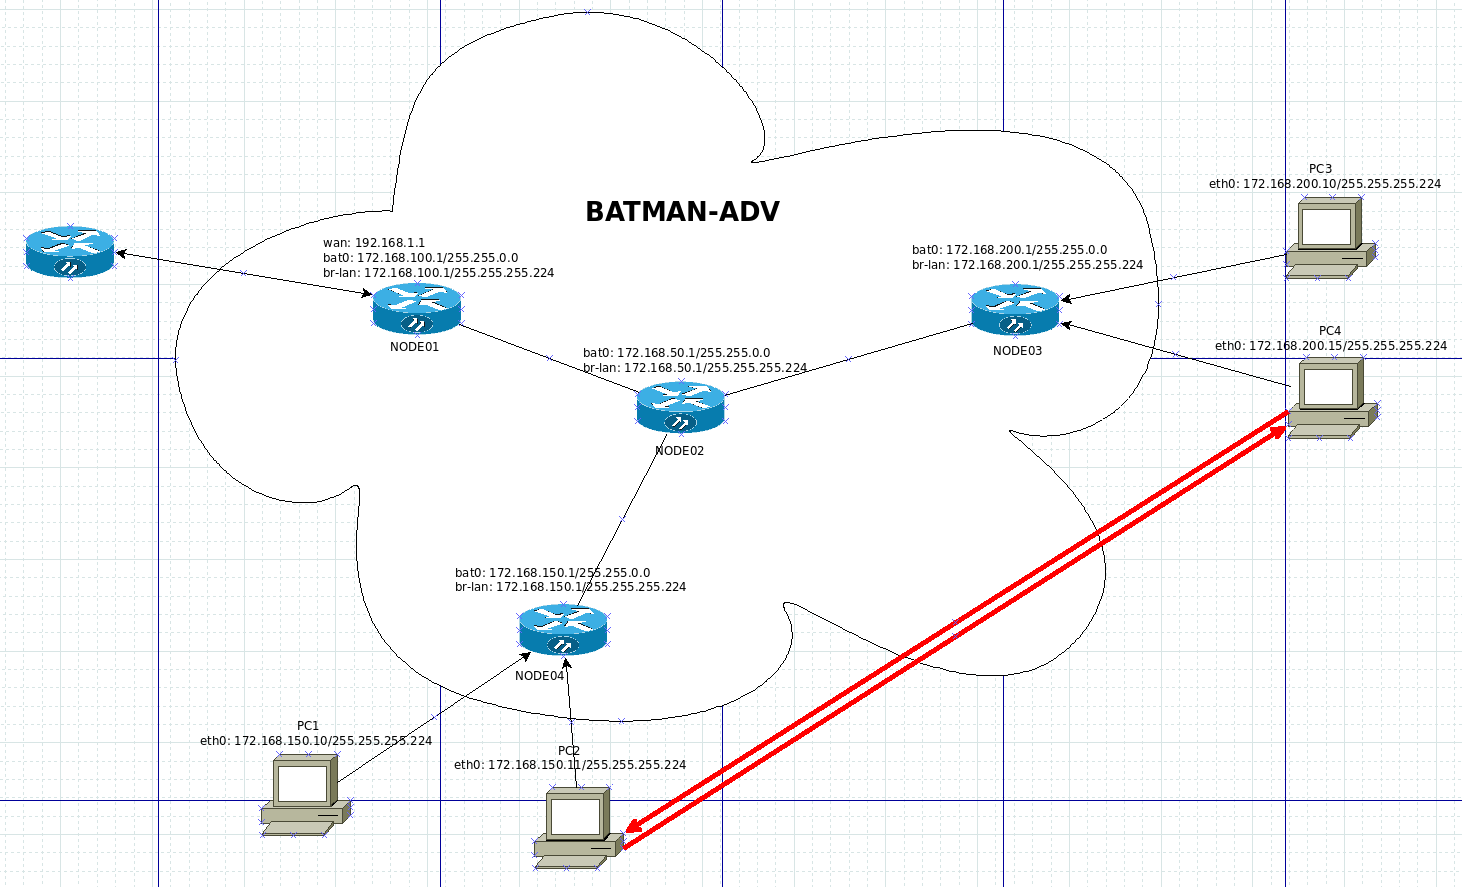 BATMAN-ADV
PC3
eth0: 172.168.200.10/255.255.255.224
wan: 192.168.1.1
bat0: 172.168.100.1/255.255.0.0
br-lan: 172.168.100.1/255.255.255.224
NODE01
bat0: 172.168.200.1/255.255.0.0
br-lan: 172.168.200.1/255.255.255.224
NODE03
PC4
eth0: 172.168.200.15/255.255.255.224
bat0: 172.168.50.1/255.255.0.0
br-lan: 172.168.50.1/255.255.255.224
NODE02
bat0: 172.168.150.1/255.255.0.0
br-lan: 172.168.150.1/255.255.255.224
NODE04
PC1
eth0: 172.168.150.10/255.255.255.224
PC2
eth0: 172.168.150.11/255.255.255.224